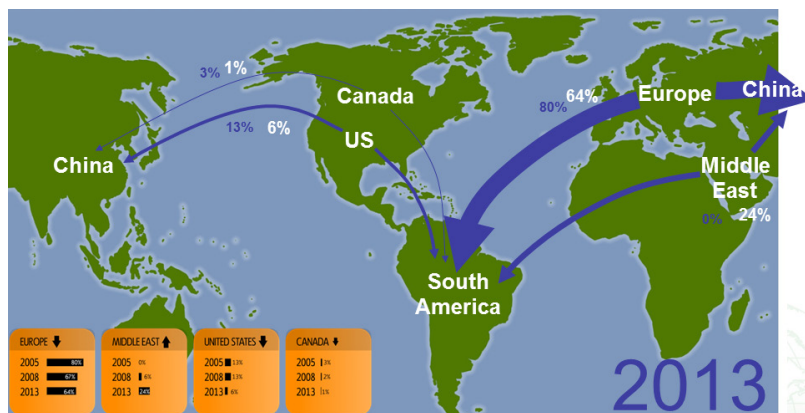 3% 1%
Canada
80% 64%
Europe
China
13% 6%
US
China
Middle
East
0% 24%
South
America
2013
EUROPE
2005 80%
2008 67%
2013 64%
MIDDLE EAST
2005 0%
2008 6%
2013 24%
UNITED STATES
2005 13%
2008 13%
2013 6%
CANADA
2005 3%
2008 2%
2013 1%